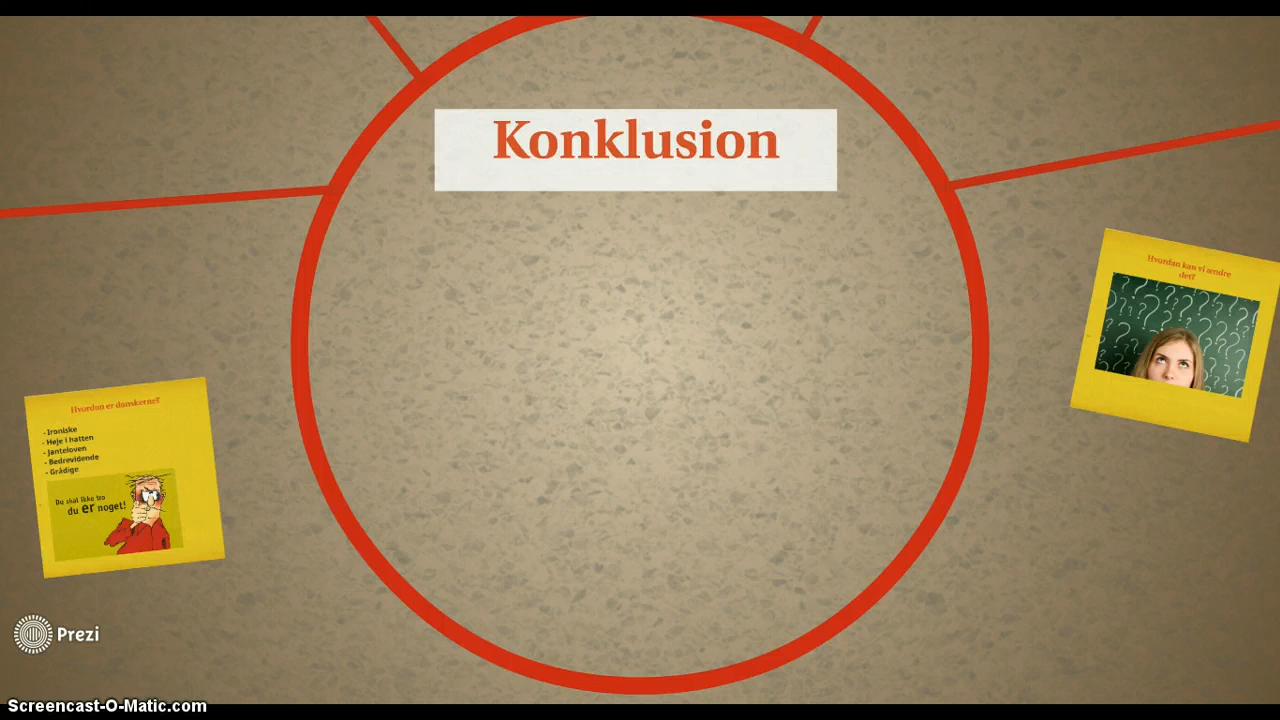 Konklusion
Hvordan kan vi ændre
det?
Hvordan er danskerne?
- Ironiske
- Høje i hatten
- Janteloven
- Bedrevidende
- Grådige
Du skal ikke tro
du er noget!
Prezi
Screencast-O-Matic.com